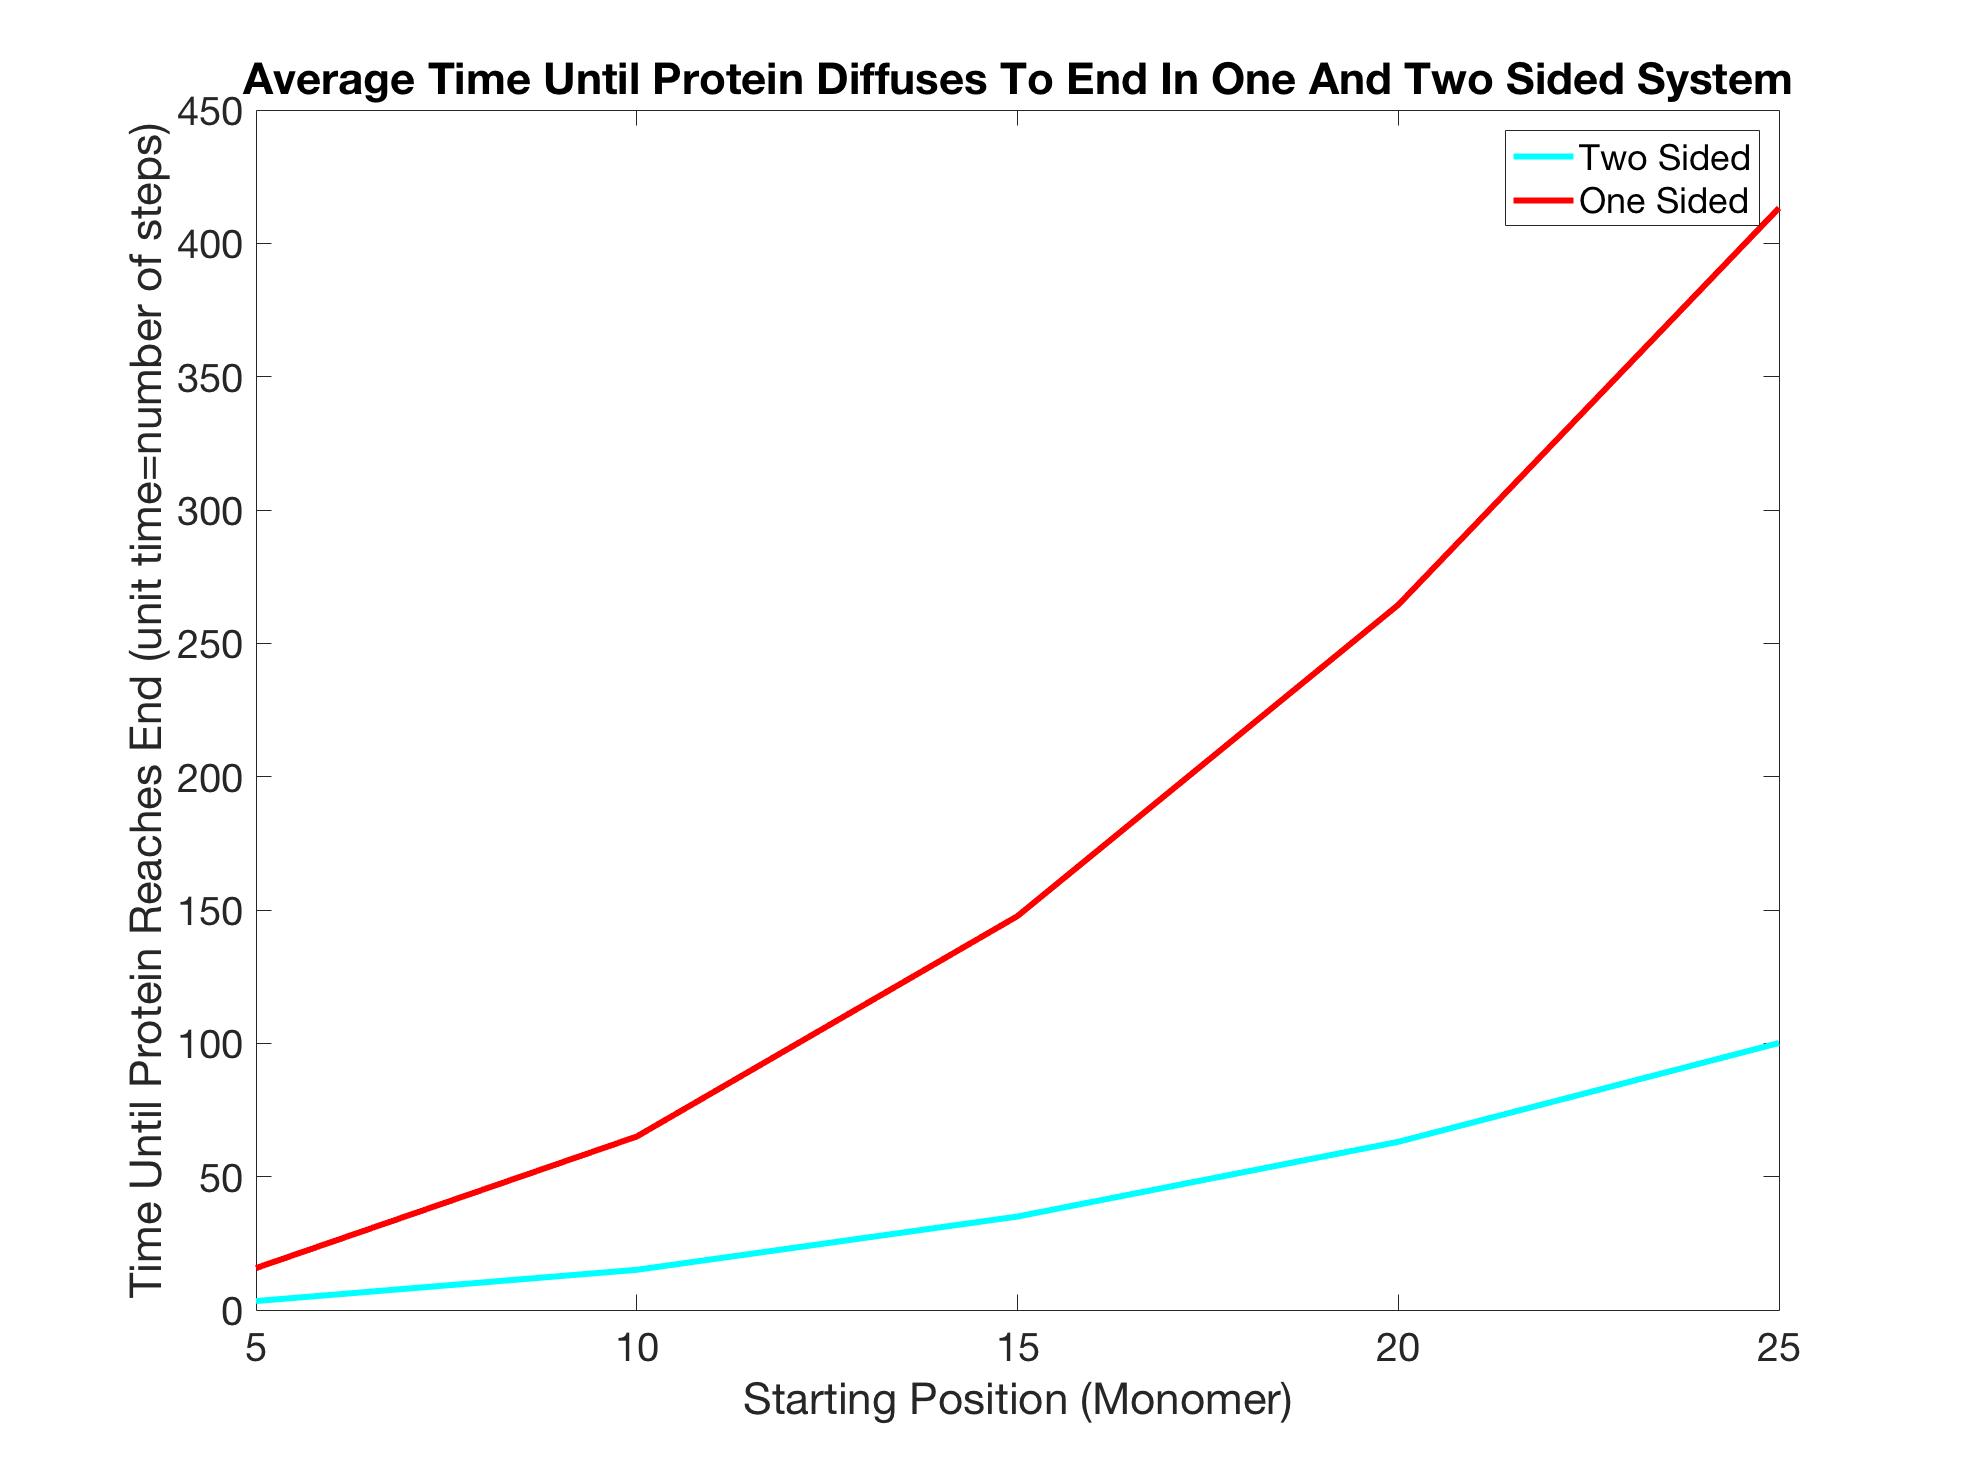 Average Time Until Protein Diffuses To End In One And Two Sided System
Time Until Protein Reaches End (unit time=number of steps)
450
400
350
300
250
200
150
100
50
0
Two Sided
One Sided
5 10 15 20 25
Starting Position (Monomer)